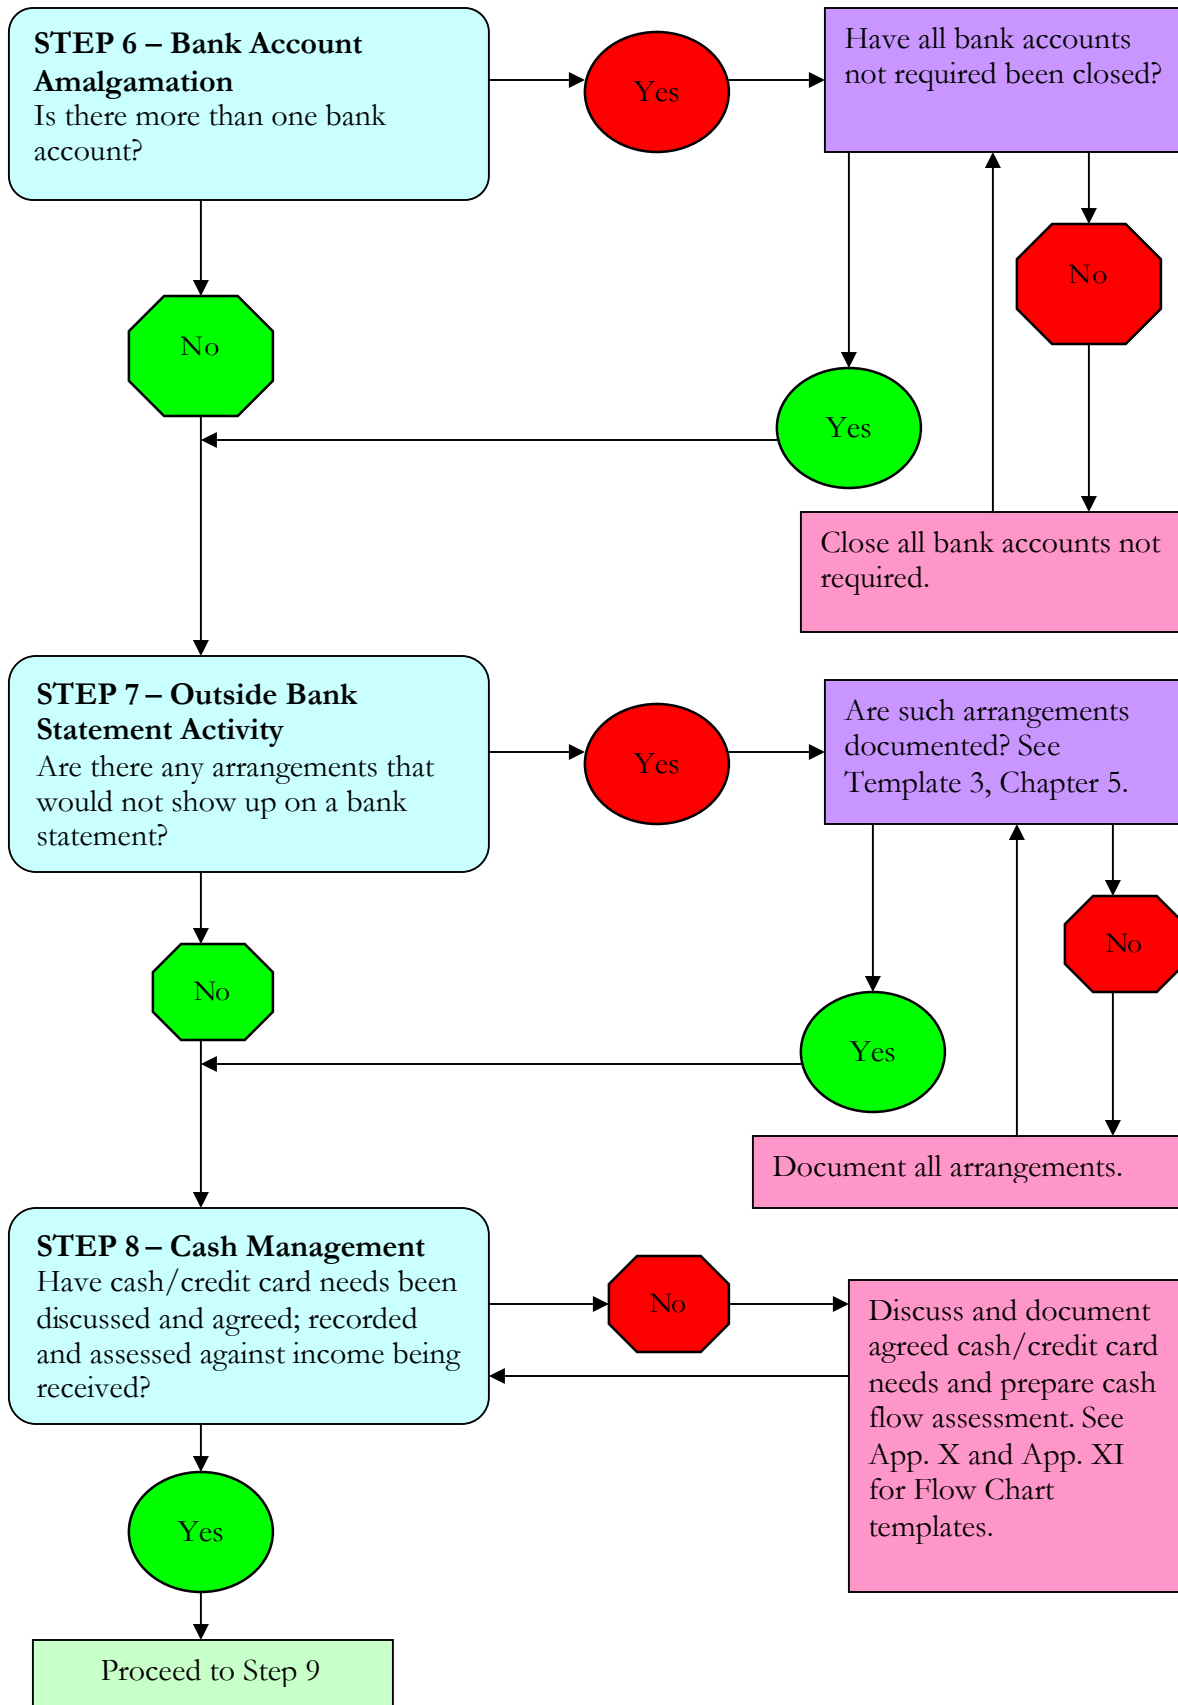 STEP 6 – Bank Account
Amalgamation
Is there more than one bank
account?
Yes
Have all bank accounts
not required been closed?
No
No
Yes
Close all bank accounts not
required.
STEP 7 – Outside Bank
Statement Activity
Are there any arrangements that
would not show up on a bank
statement?
Yes
Are such arrangements
documented? See
Template 3, Chapter 5.
No
No
Yes
Document all arrangements.
STEP 8 – Cash Management
Have cash/credit card needs been
discussed and agreed; recorded
and assessed against income being
received?
No
Discuss and document
agreed cash/credit card
needs and prepare cash
flow assessment. See
App. X and App. XI
for Flow Chart
templates.
Yes
Proceed to Step 9